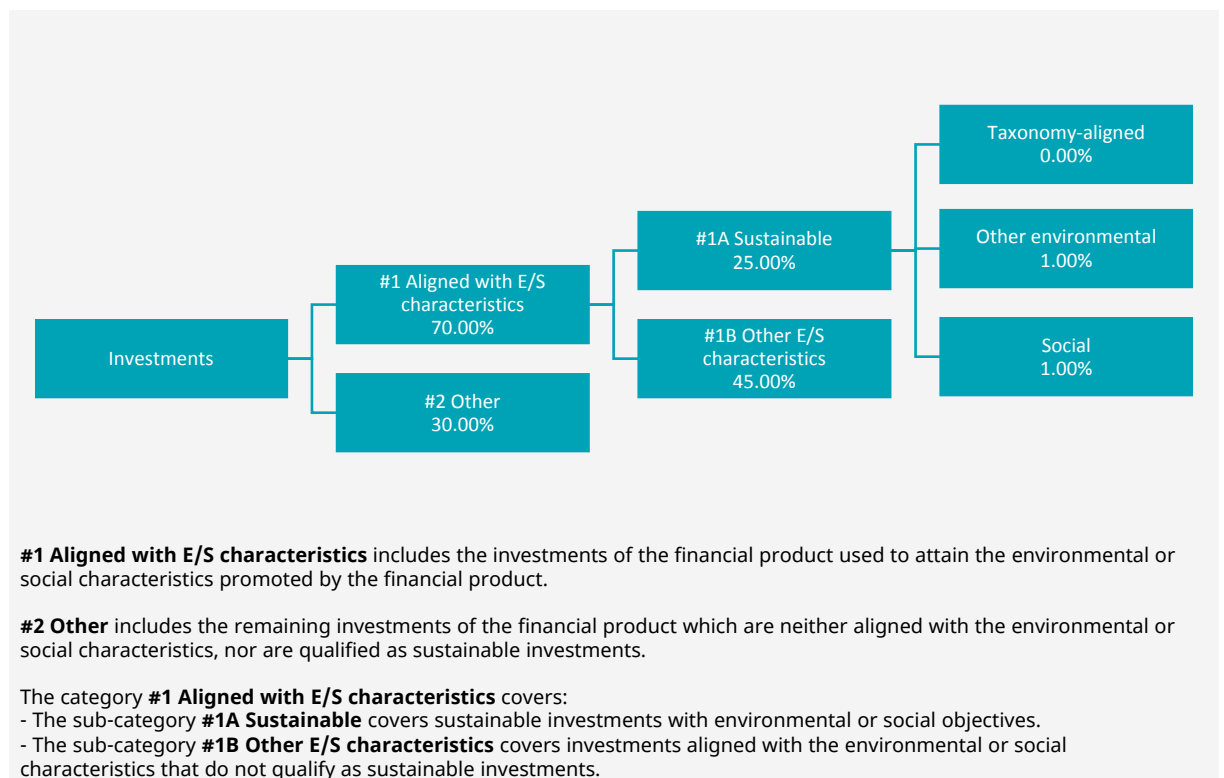 Investments
#1 Aligned with E/S
characteristics
70.00%
#2 Other
30.00%
#1A Sustainable
25.00%
#1B Other E/S
characteristics
45.00%
Taxonomy-aligned
0.00%
Other environmental
1.00%
Social
1.00%
#1 Aligned with E/S characteristics includes the investments of the financial product used to attain the environmental or
social characteristics promoted by the financial product.
#2 Other includes the remaining investments of the financial product which are neither aligned with the environmental or
social characteristics, nor are qualified as sustainable investments.
The category #1 Aligned with E/S characteristics covers:
- The sub-category #1A Sustainable covers sustainable investments with environmental or social objectives.
- The sub-category #1B Other E/S characteristics covers investments aligned with the environmental or social
characteristics that do not qualify as sustainable investments.